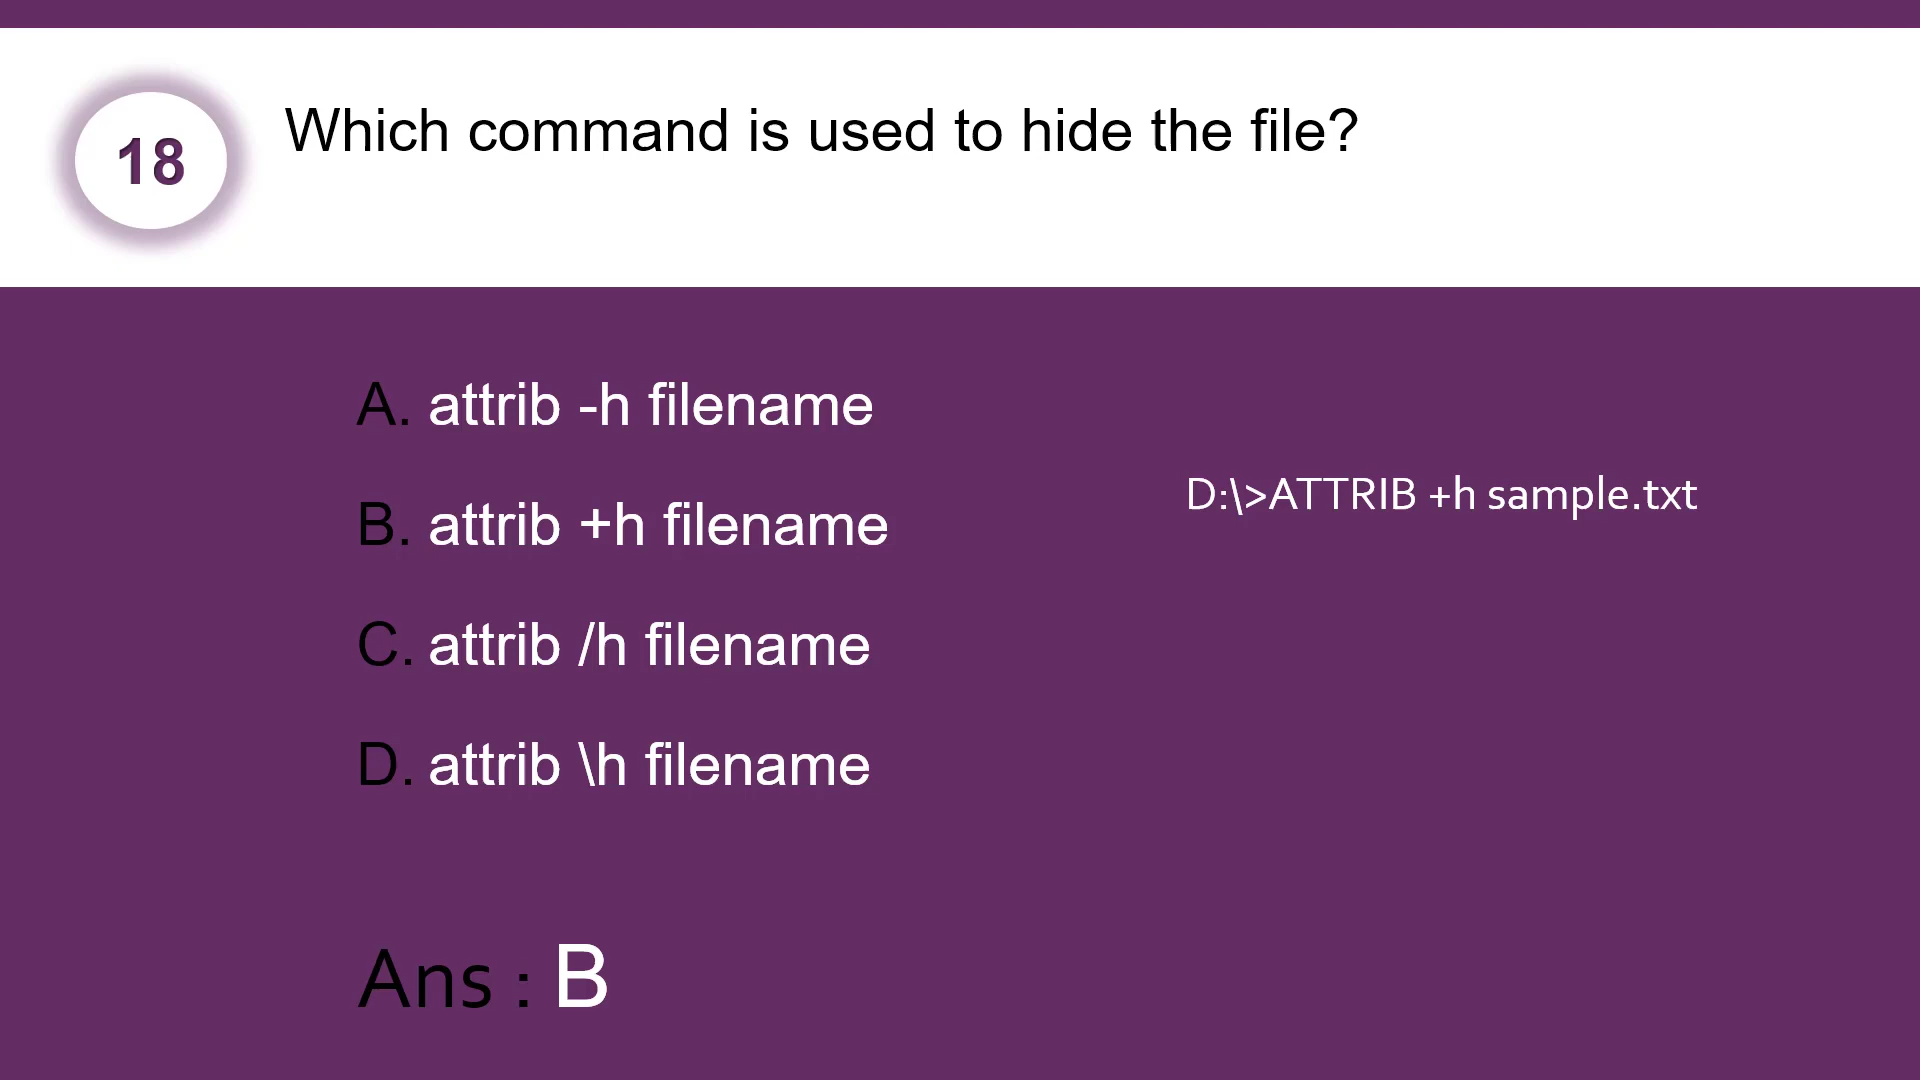 18
Which command is used to hide the file?
A. attrib -h filename
B. attrib +h filename
D:\>ATTRIB +h sample.txt
C. attrib /h filename
D. attrib \h filename
Ans : B